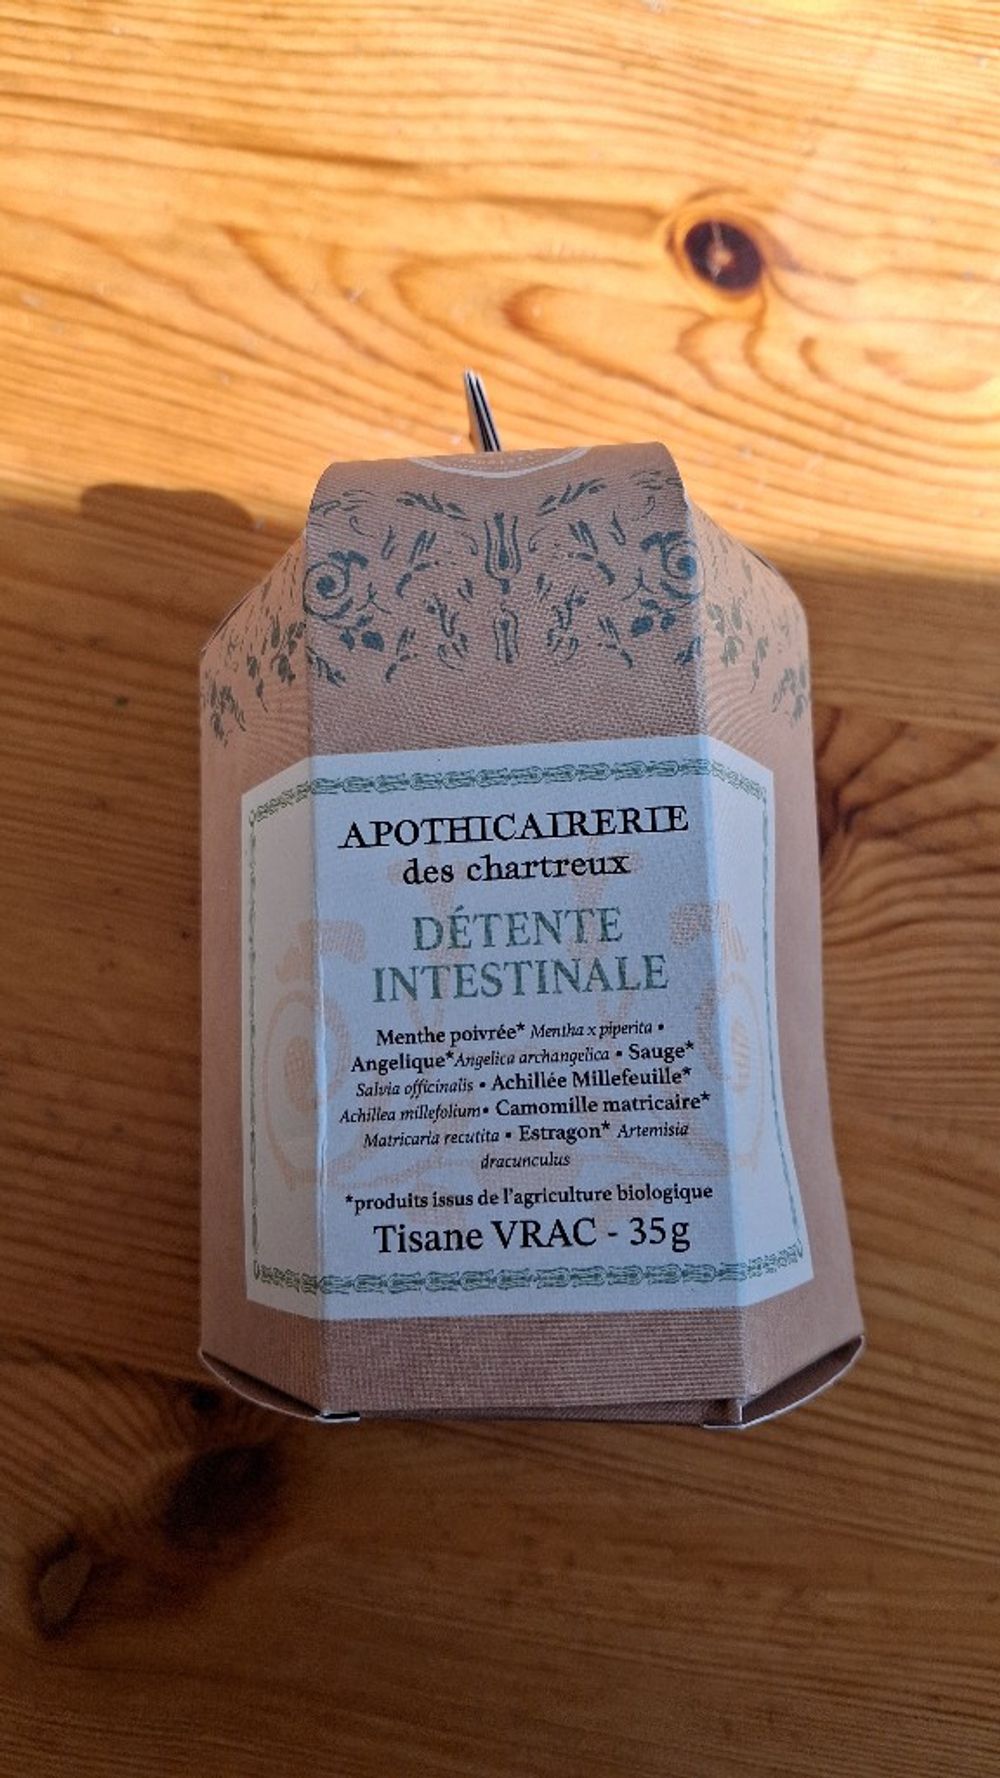 APOTHICAIRERIE
des chartreux
DÉTENTE
INTESTINALE
Menthe poivrée* Mentha x piperita •
Angelique*Angelica archangelica • Sauge*
Salvia officinalis • Achillée Millefeuille*
Achillea millefolium• Camomille matricaire*
Matricaria recutita • Estragon* Artemisia
dracunculus
*produits issus de l'agriculture biologique
Tisane VRAC - 35g